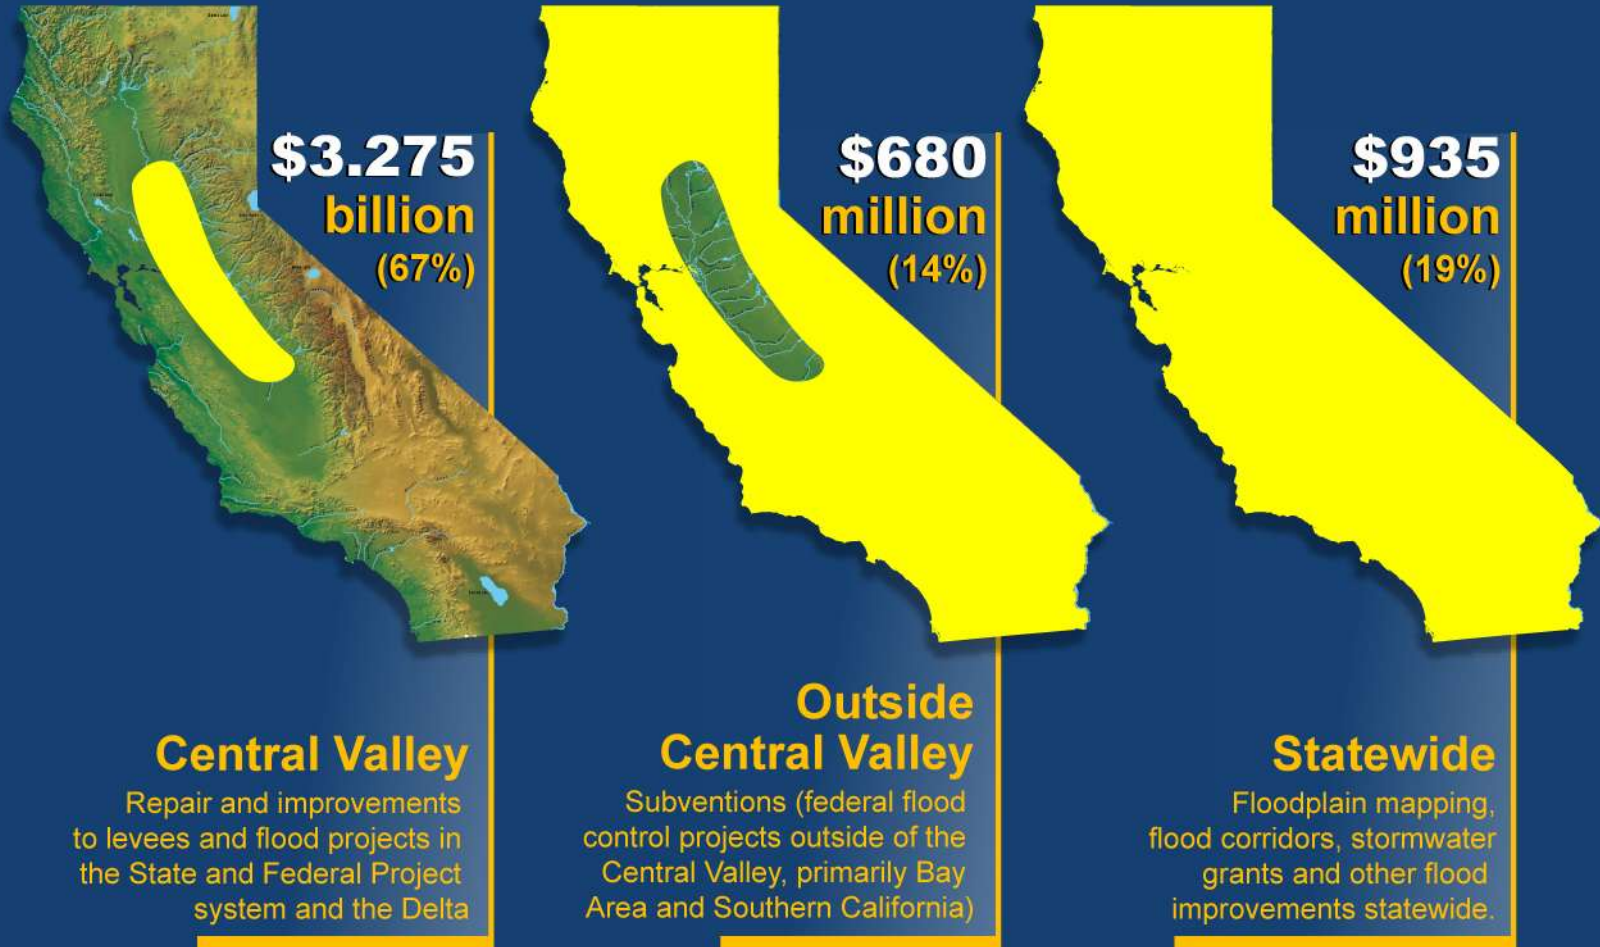 $3.275
billion
(67%)
Central Valley
Repair and improvements
to levees and flood projects in
the State and Federal Project
system and the Delta
$680
million
(14%)
Outside
Central Valley
Subventions (federal flood
control projects outside of the
Central Valley, primarily Bay
Area and Southern California)
$935
million
(19%)
Statewide
Floodplain mapping,
flood corridors, stormwater
grants and other flood
improvements statewide.